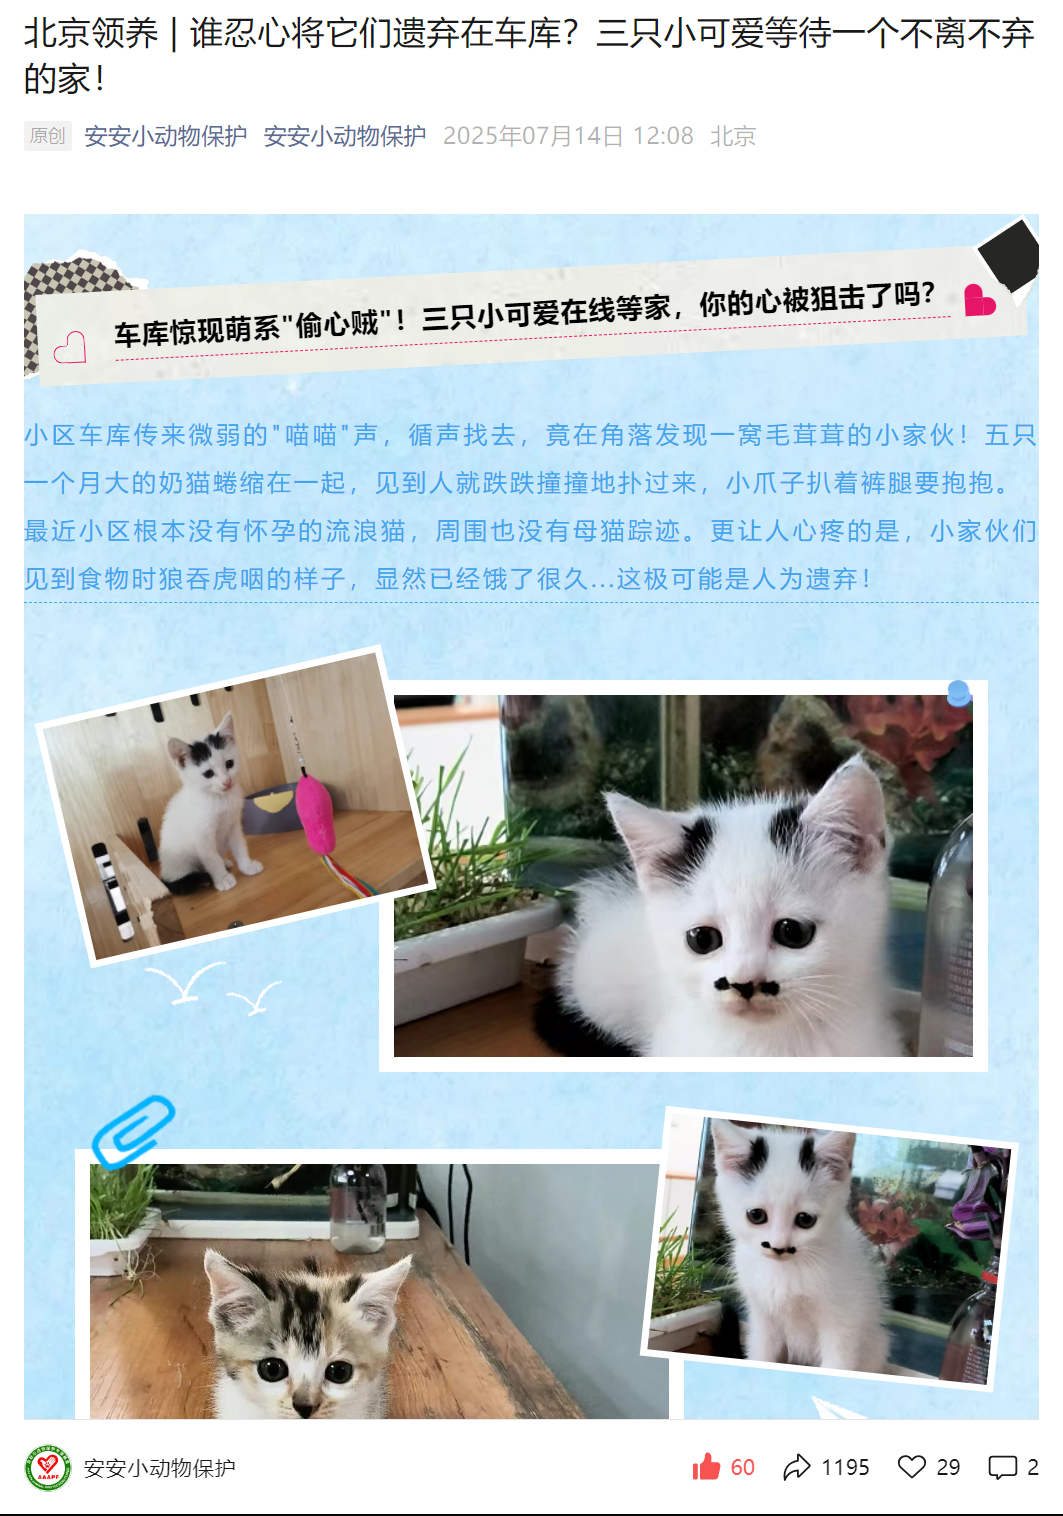 北京领养 | 谁忍心将它们遗弃在车库？三只小可爱等待一个不离不弃
的家！
原创 安安小动物保护 安安小动物保护 2025年07月14日 12:08 北京
车库惊现萌系"偷心贼"！三只小可爱在线等家，你的心被狙击了吗？
小区车库传来微弱的"喵喵"声，循声找去，竟在角落发现一窝毛茸茸的小家伙！五只
一个月大的奶猫蜷缩在一起，见到人就跌跌撞撞地扑过来，小爪子扒着裤腿要抱抱。
最近小区根本没有怀孕的流浪猫，周围也没有母猫踪迹。更让人心疼的是，小家伙们
见到食物时狼吞虎咽的样子，显然已经饿了很久...这极可能是人为遗弃！
安安小动物保护 60 1195 29 2